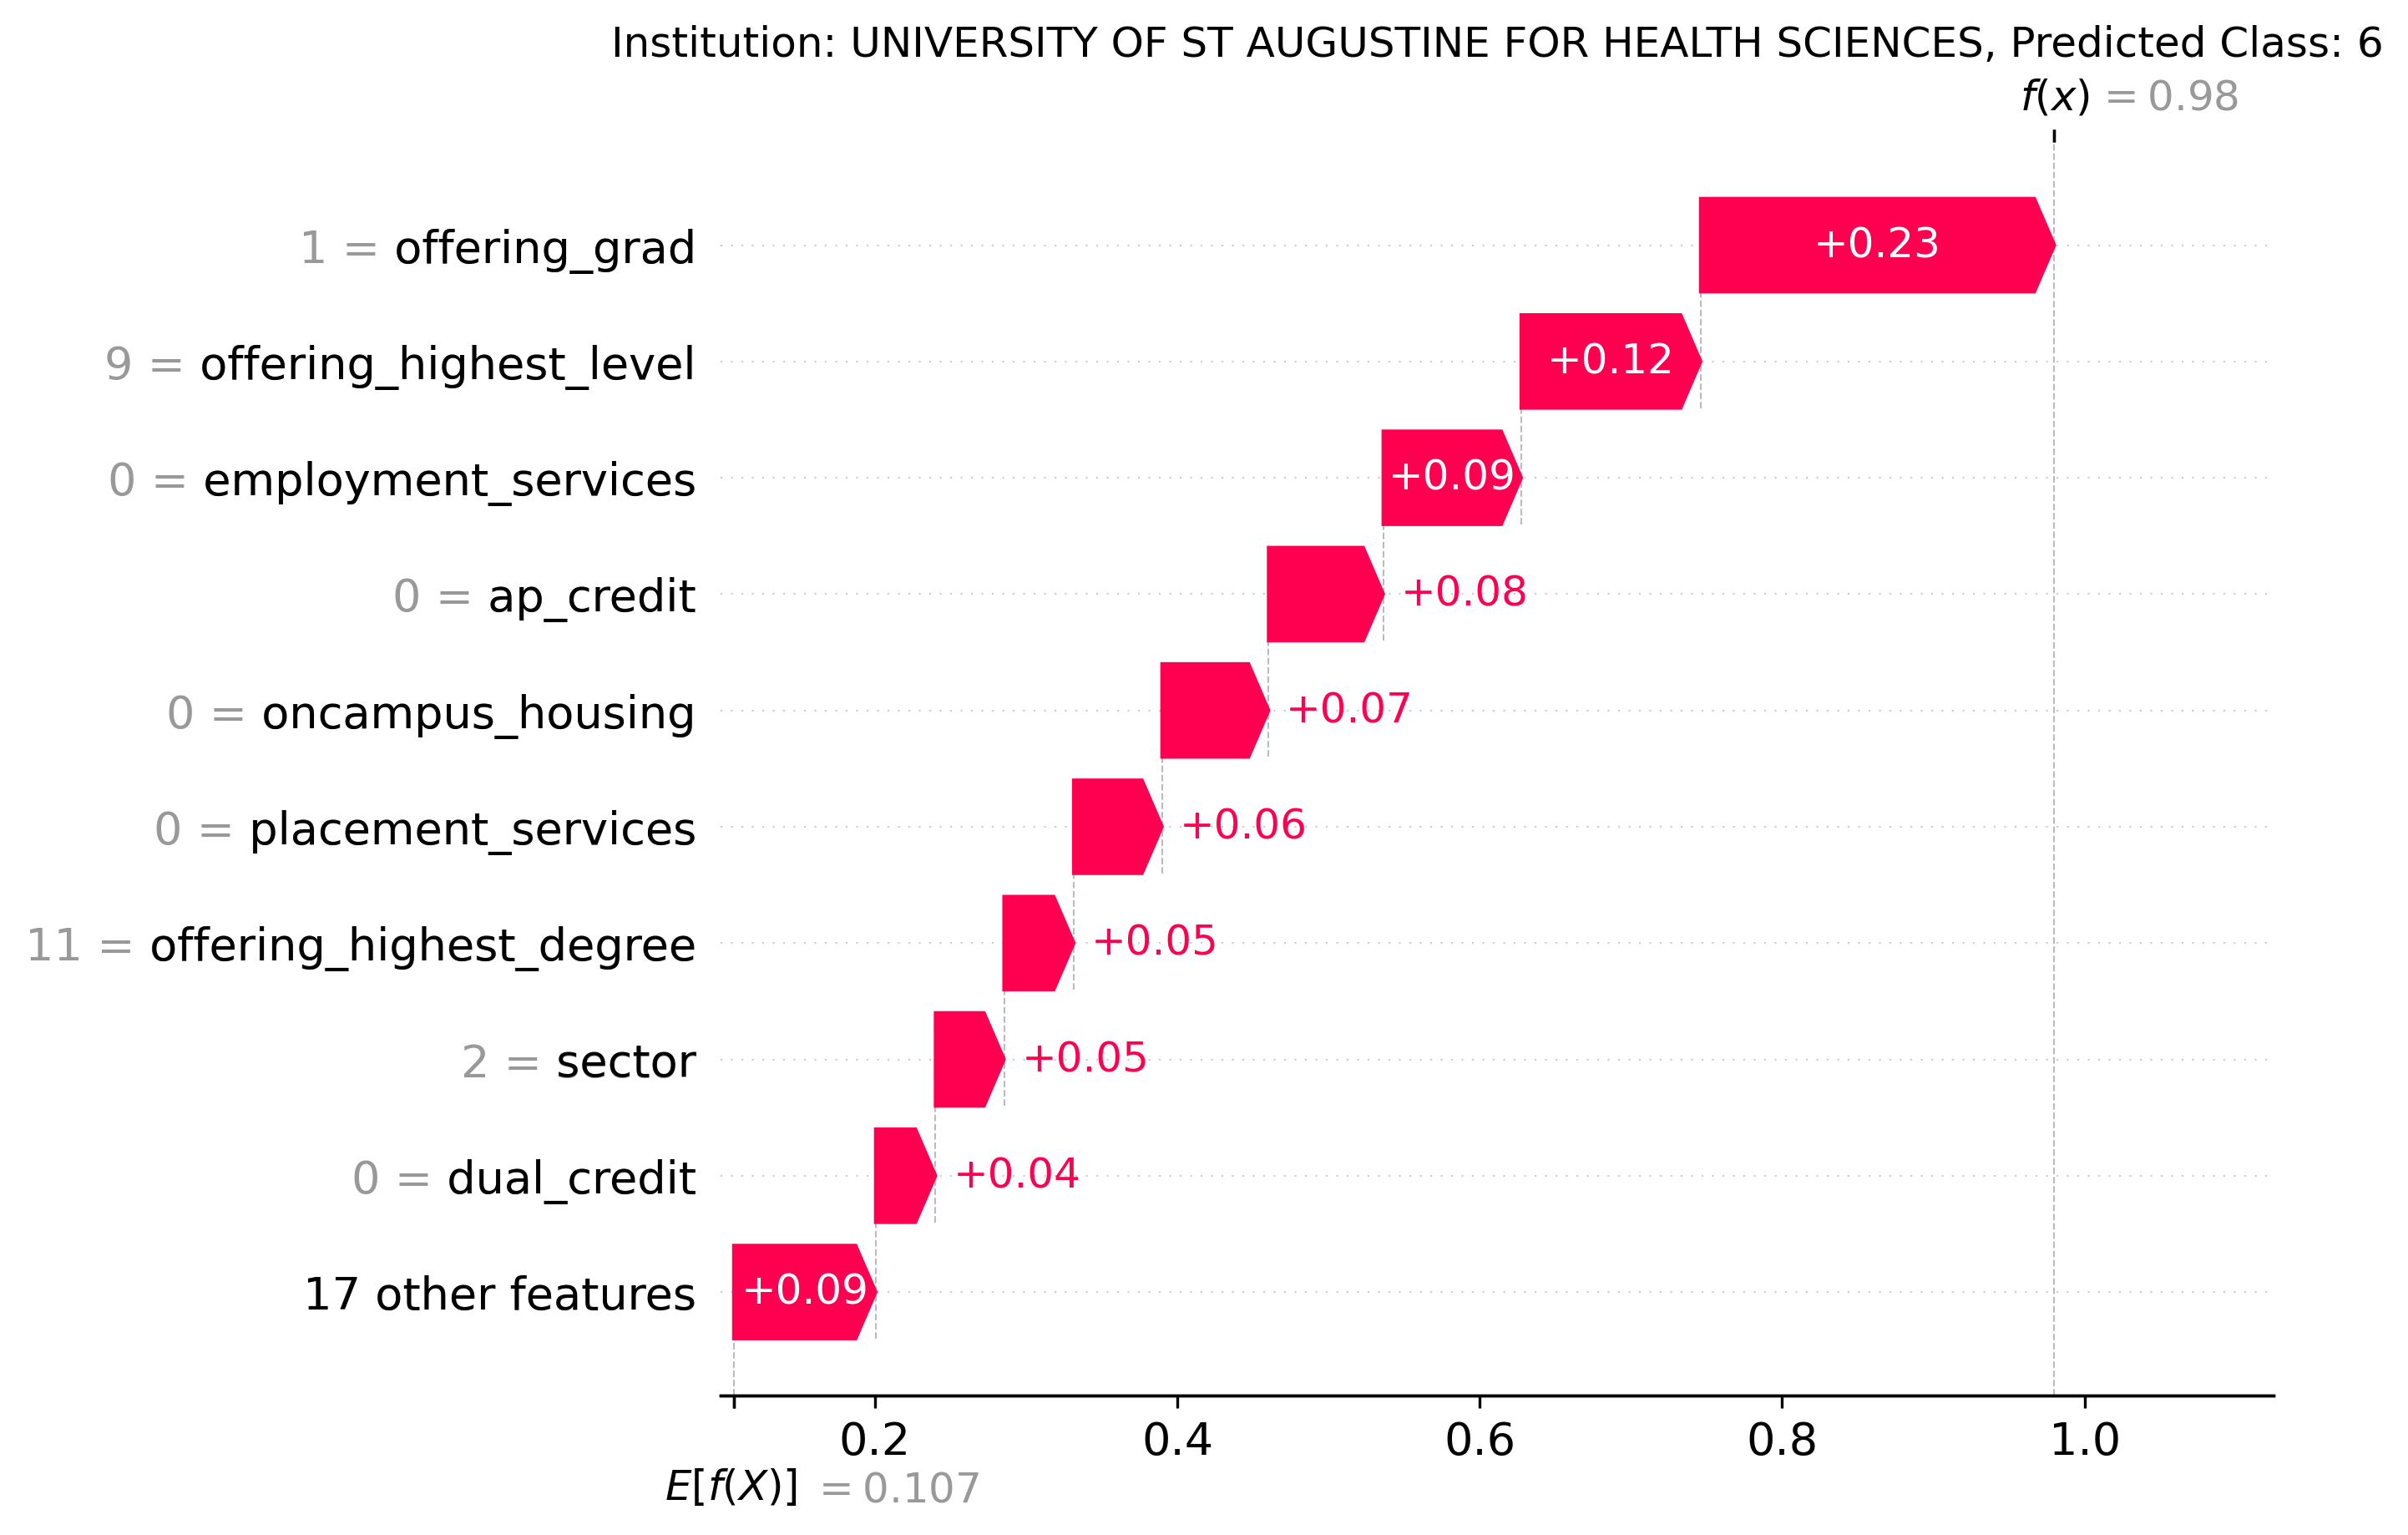 Institution: UNIVERSITY OF ST AUGUSTINE FOR HEALTH SCIENCES, Predicted Class: 6
f(x) = 0.98
1 = offering_grad
+0.23
9 = offering_highest_level
+0.12
0 = employment_services
+0.09
0 = ap_credit
+0.08
0 = oncampus_housing
+0.07
0 = placement_services
+0.06
11 = offering_highest_degree
+0.05
2 = sector
+0.05
0 = dual_credit
+0.04
17 other features
+0.09
0.2 0.4 0.6 0.8 1.0
E[f(X)] = 0.107